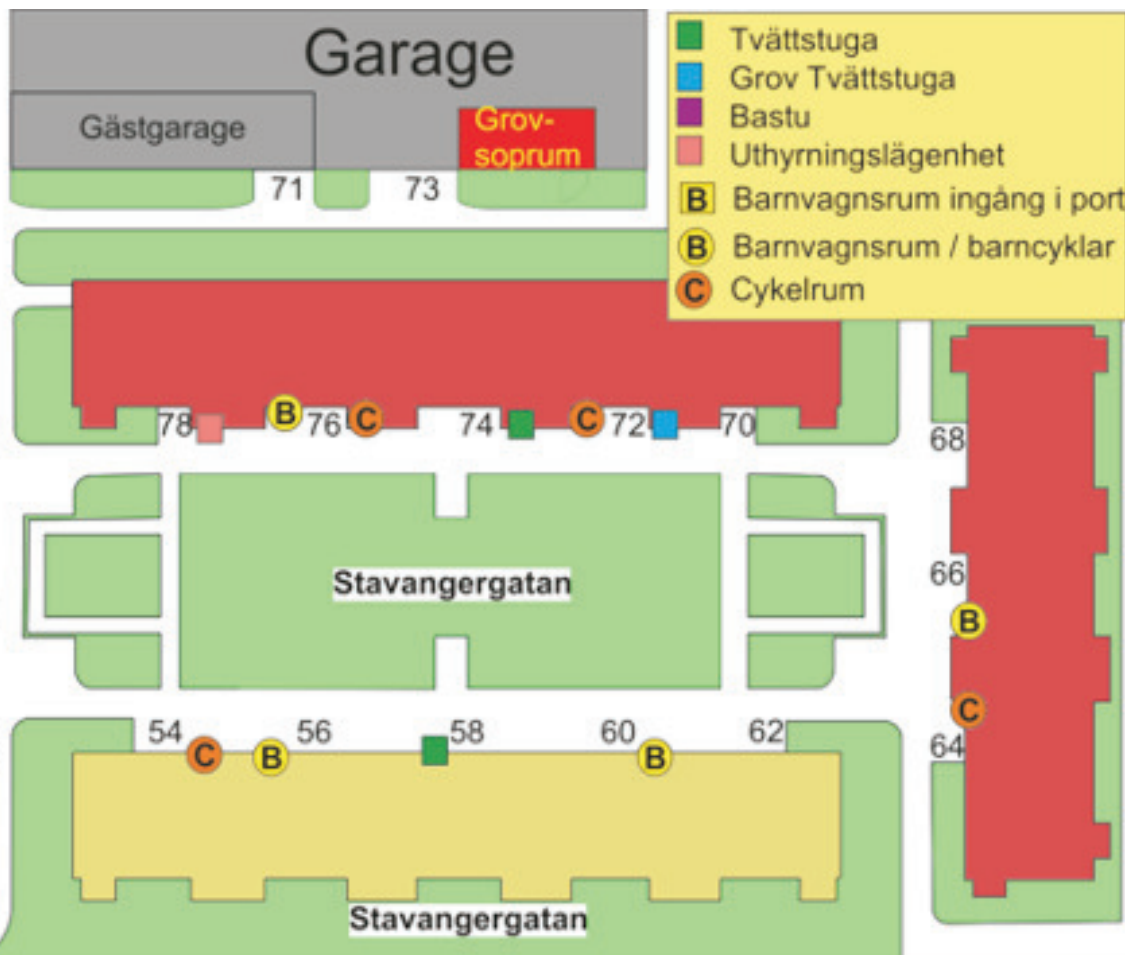 Garage
Gästgarage
Grov-
soprum
71
73
Tvättstuga
Grov Tvättstuga
Bastu
Uthyrningslägenhet
B Barnvagnsrum ingång i port
B Barnvagnsrum / barncyklar
C Cykelrum
78
B
76
C
74
C
72
70
68
66
B
C
64
Stavangergatan
54
C
B
56
58
60
B
62
Stavangergatan